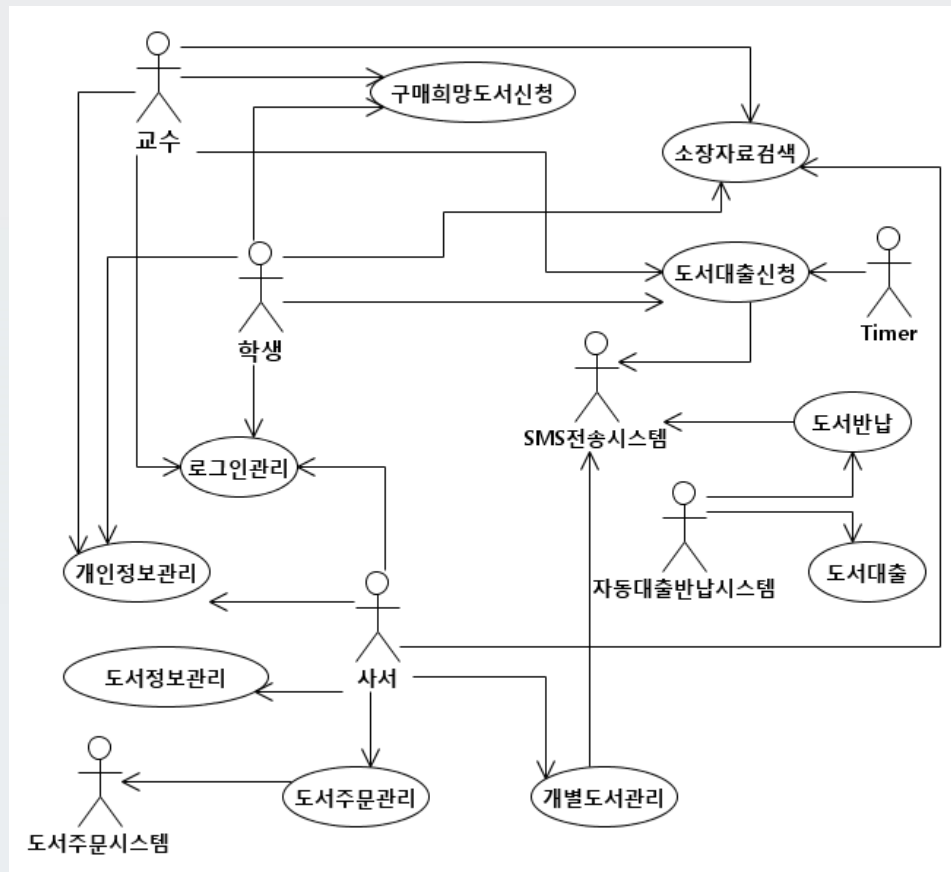 구매희망도서신청
교수
소장자료검색
도서대출신청
Timer
학생
SMS전송시스템
도서반납
로그인관리
개인정보관리
자동대출반납시스템
도서대출
도서정보관리
사서
도서주문관리
개별도서관리
도서주문시스템